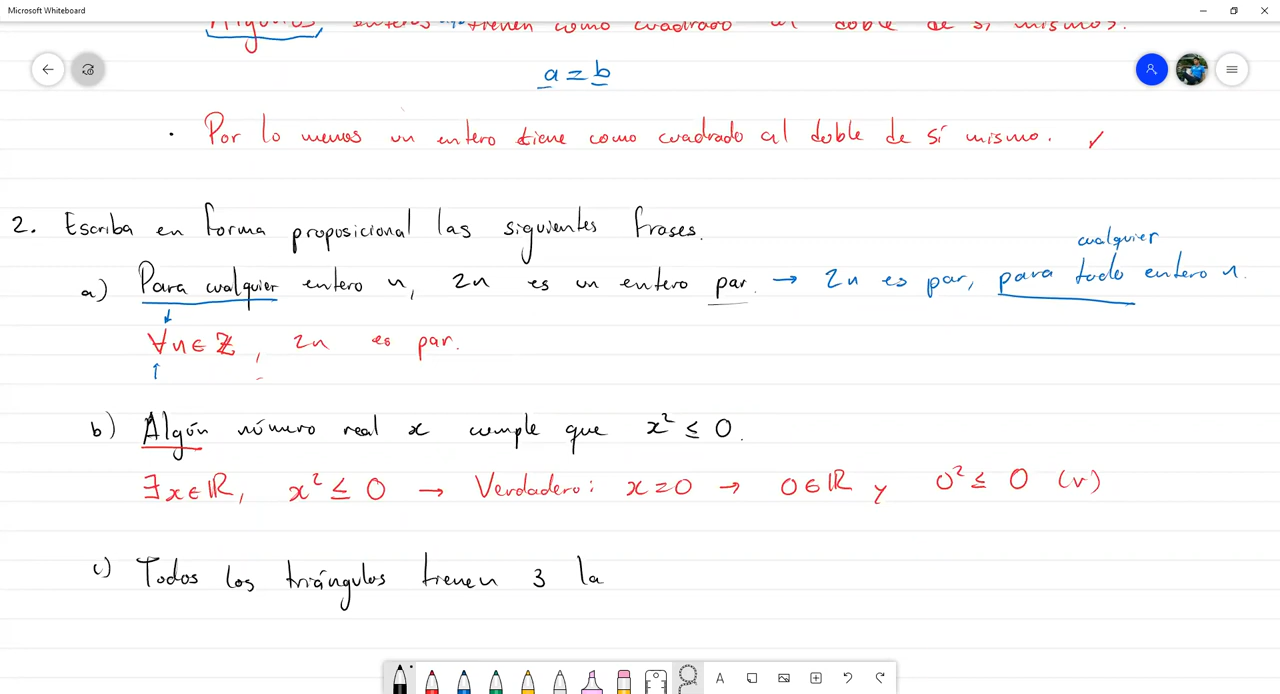 Microsoft Whiteboard
Algunos enteros tienen como cuadrado al doble de sí mismos.
a = b
• Por lo menos un entero tiene como cuadrado al doble de sí mismo. ✓
2. Escriba en forma proposicional las siguientes frases.
cualquier
a) Para cualquier entero n, 2n es un entero par. → 2n es par, para todo entero n.
∀n ∈ ℤ, 2n es par.
b) Algún número real x cumple que x² ≤ 0.
∃x ∈ ℝ, x² ≤ 0 → Verdadero: x = 0 → 0 ∈ ℝ y 0² ≤ 0 (v)
c) Todos los triángulos tienen 3 la
A